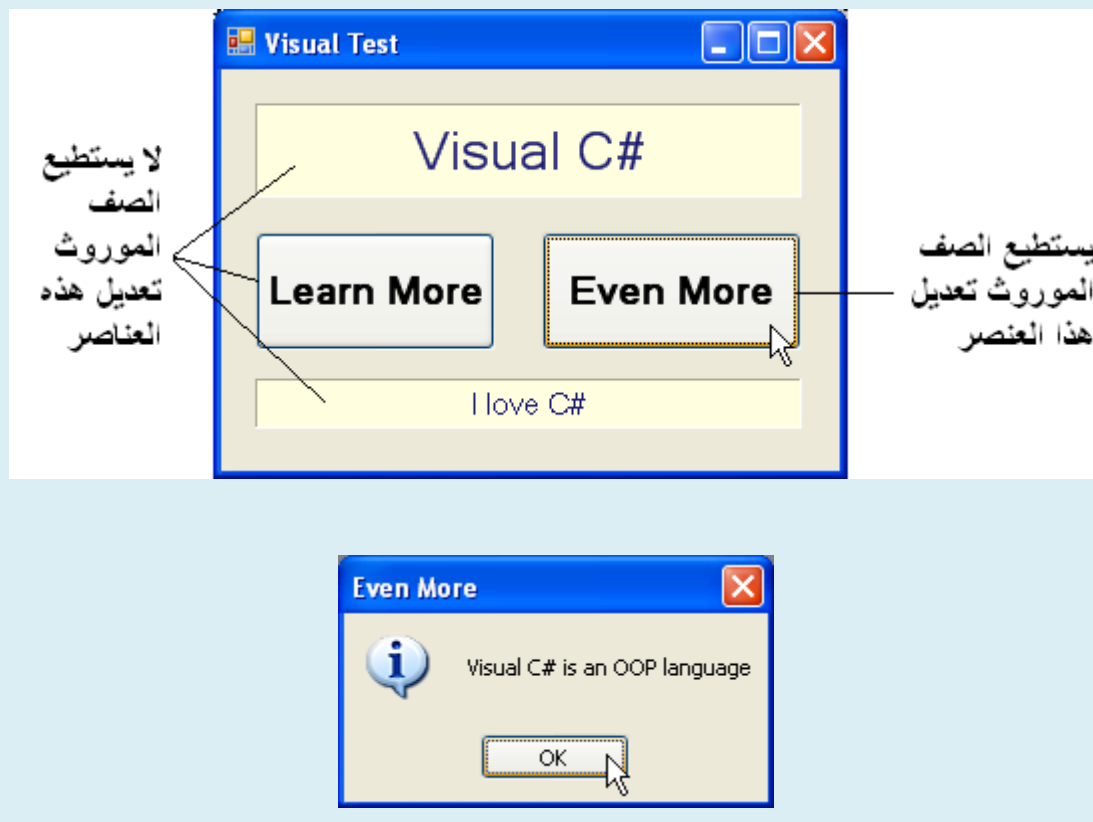 Visual Test
Visual C#
لا يستطيع
الصف
الموروث
تعديل هذه
العناصر
Learn More
Even More
يستطيع الصف
الموروث تعديل
هذا العنصر
I love C#
Even More
Visual C# is an OOP language
OK